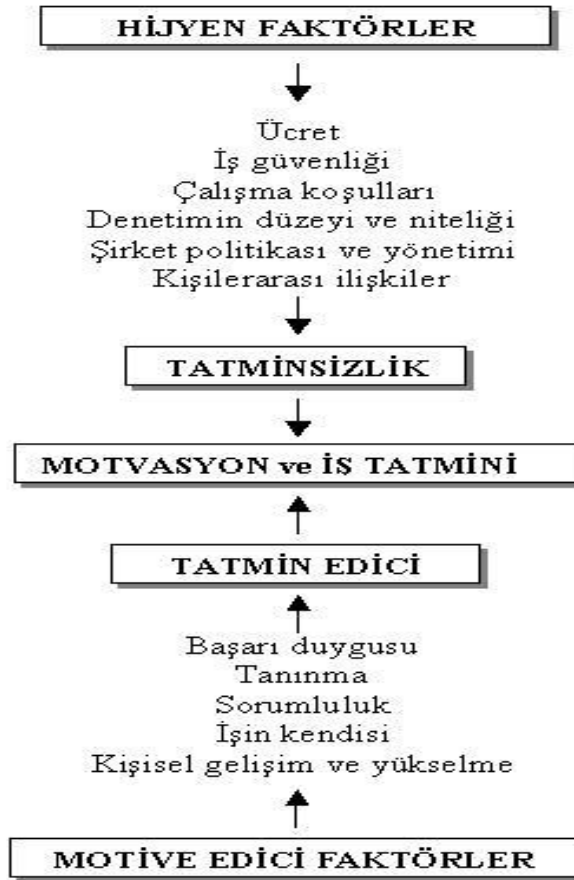 HİJYEN FAKTÖRLER
Ücret
İş güvenliği
Çalışma koşulları
Denetimin düzeyi ve niteliği
Şirket politikası ve yönetimi
Kişilerarası ilişkiler
TATMİNSİZLİK
MOTVASYON ve İŞ TATMİNİ
TATMİN EDİCİ
Başarı duygusu
Tanınma
Sorumluluk
İşin kendisi
Kişisel gelişim ve yükselme
MOTİVE EDİCİ FAKTÖRLER